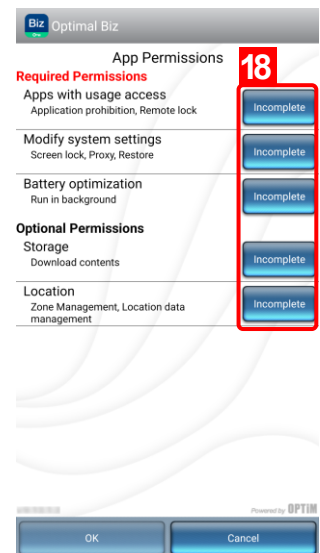 Biz
Optimal Biz
App Permissions
18
Required Permissions
Apps with usage access
Application prohibition, Remote lock
Incomplete
Modify system settings
Screen lock, Proxy, Restore
Incomplete
Battery optimization
Run in background
Incomplete
Optional Permissions
Storage
Download contents
Incomplete
Location
Zone Management, Location data
management
Incomplete
Powered by OPTiM
OK
Cancel